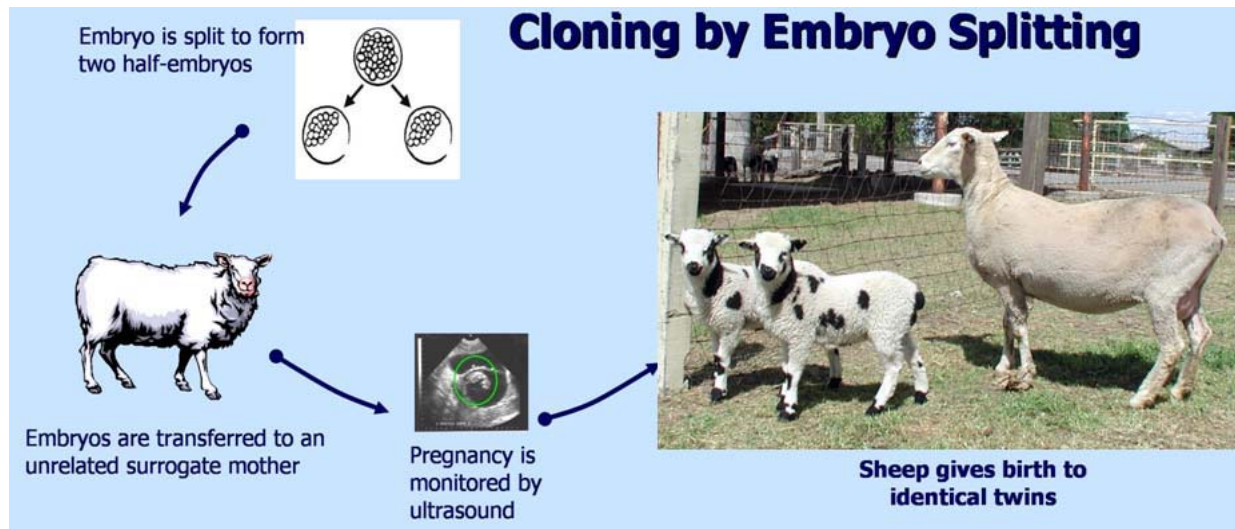 Cloning by Embryo Splitting
Embryo is split to form
two half-embryos
Embryos are transferred to an
unrelated surrogate mother
Pregnancy is
monitored by
ultrasound
Sheep gives birth to
identical twins